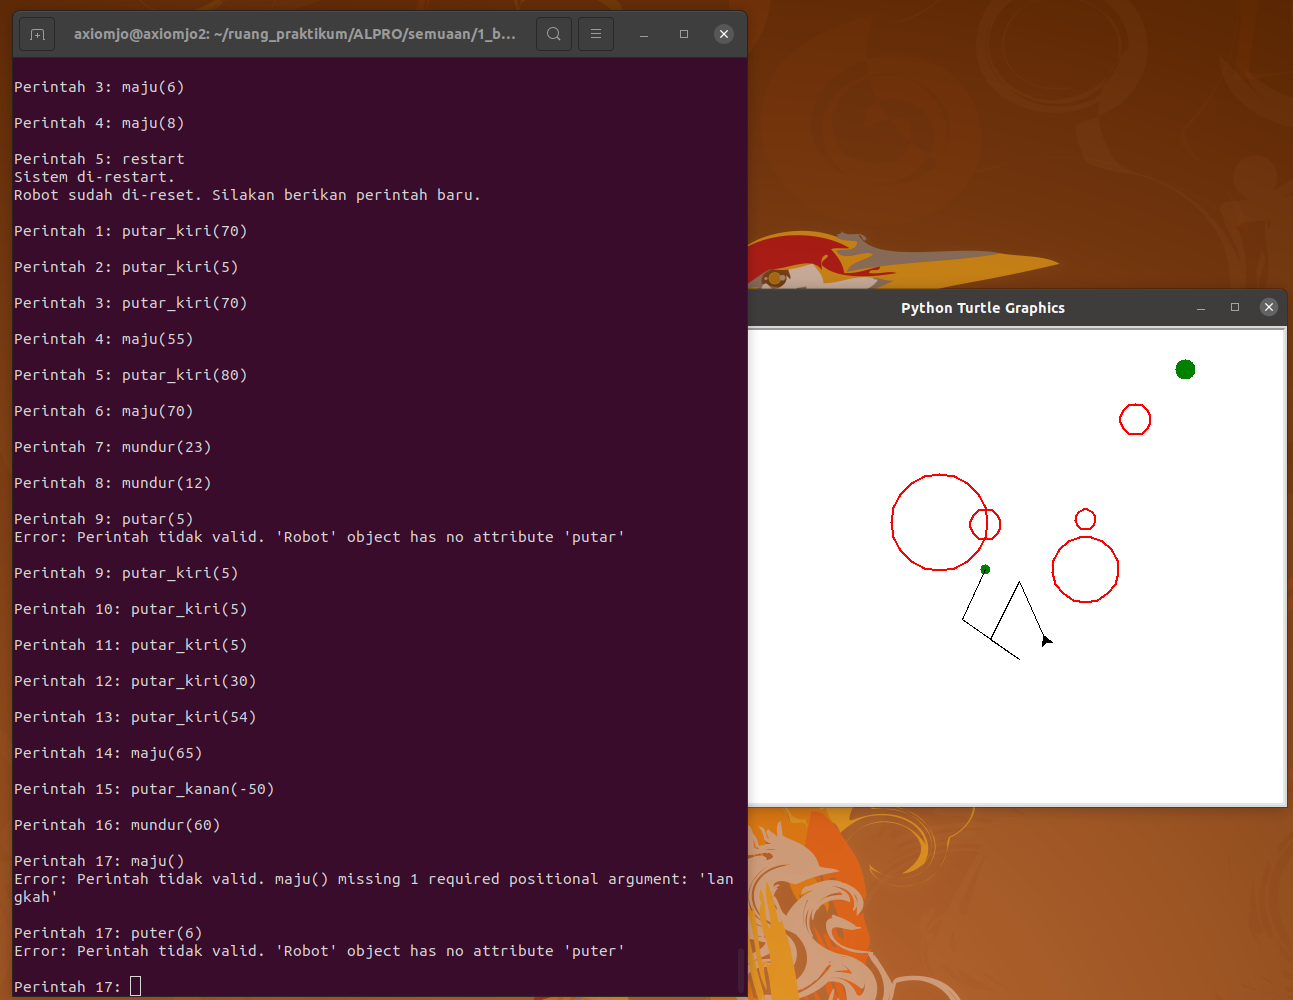 axiomjo@axiomjo2: ~/ruang_praktikum/ALPRO/semuaan/1_b...
Perintah 3: maju(6)
Perintah 4: maju(8)
Perintah 5: restart
Sistem di-restart.
Robot sudah di-reset. Silakan berikan perintah baru.
Perintah 1: putar_kiri(70)
Perintah 2: putar_kiri(5)
Perintah 3: putar_kiri(70)
Perintah 4: maju(55)
Perintah 5: putar_kiri(80)
Perintah 6: maju(70)
Perintah 7: mundur(23)
Perintah 8: mundur(12)
Perintah 9: putar(5)
Error: Perintah tidak valid. 'Robot' object has no attribute 'putar'
Perintah 9: putar_kiri(5)
Perintah 10: putar_kiri(5)
Perintah 11: putar_kiri(5)
Perintah 12: putar_kiri(30)
Perintah 13: putar_kiri(54)
Perintah 14: maju(65)
Perintah 15: putar_kanan(-50)
Perintah 16: mundur(60)
Perintah 17: maju()
Error: Perintah tidak valid. maju() missing 1 required positional argument: 'lan
gkah'
Perintah 17: puter(6)
Error: Perintah tidak valid. 'Robot' object has no attribute 'puter'
Perintah 17:
Python Turtle Graphics